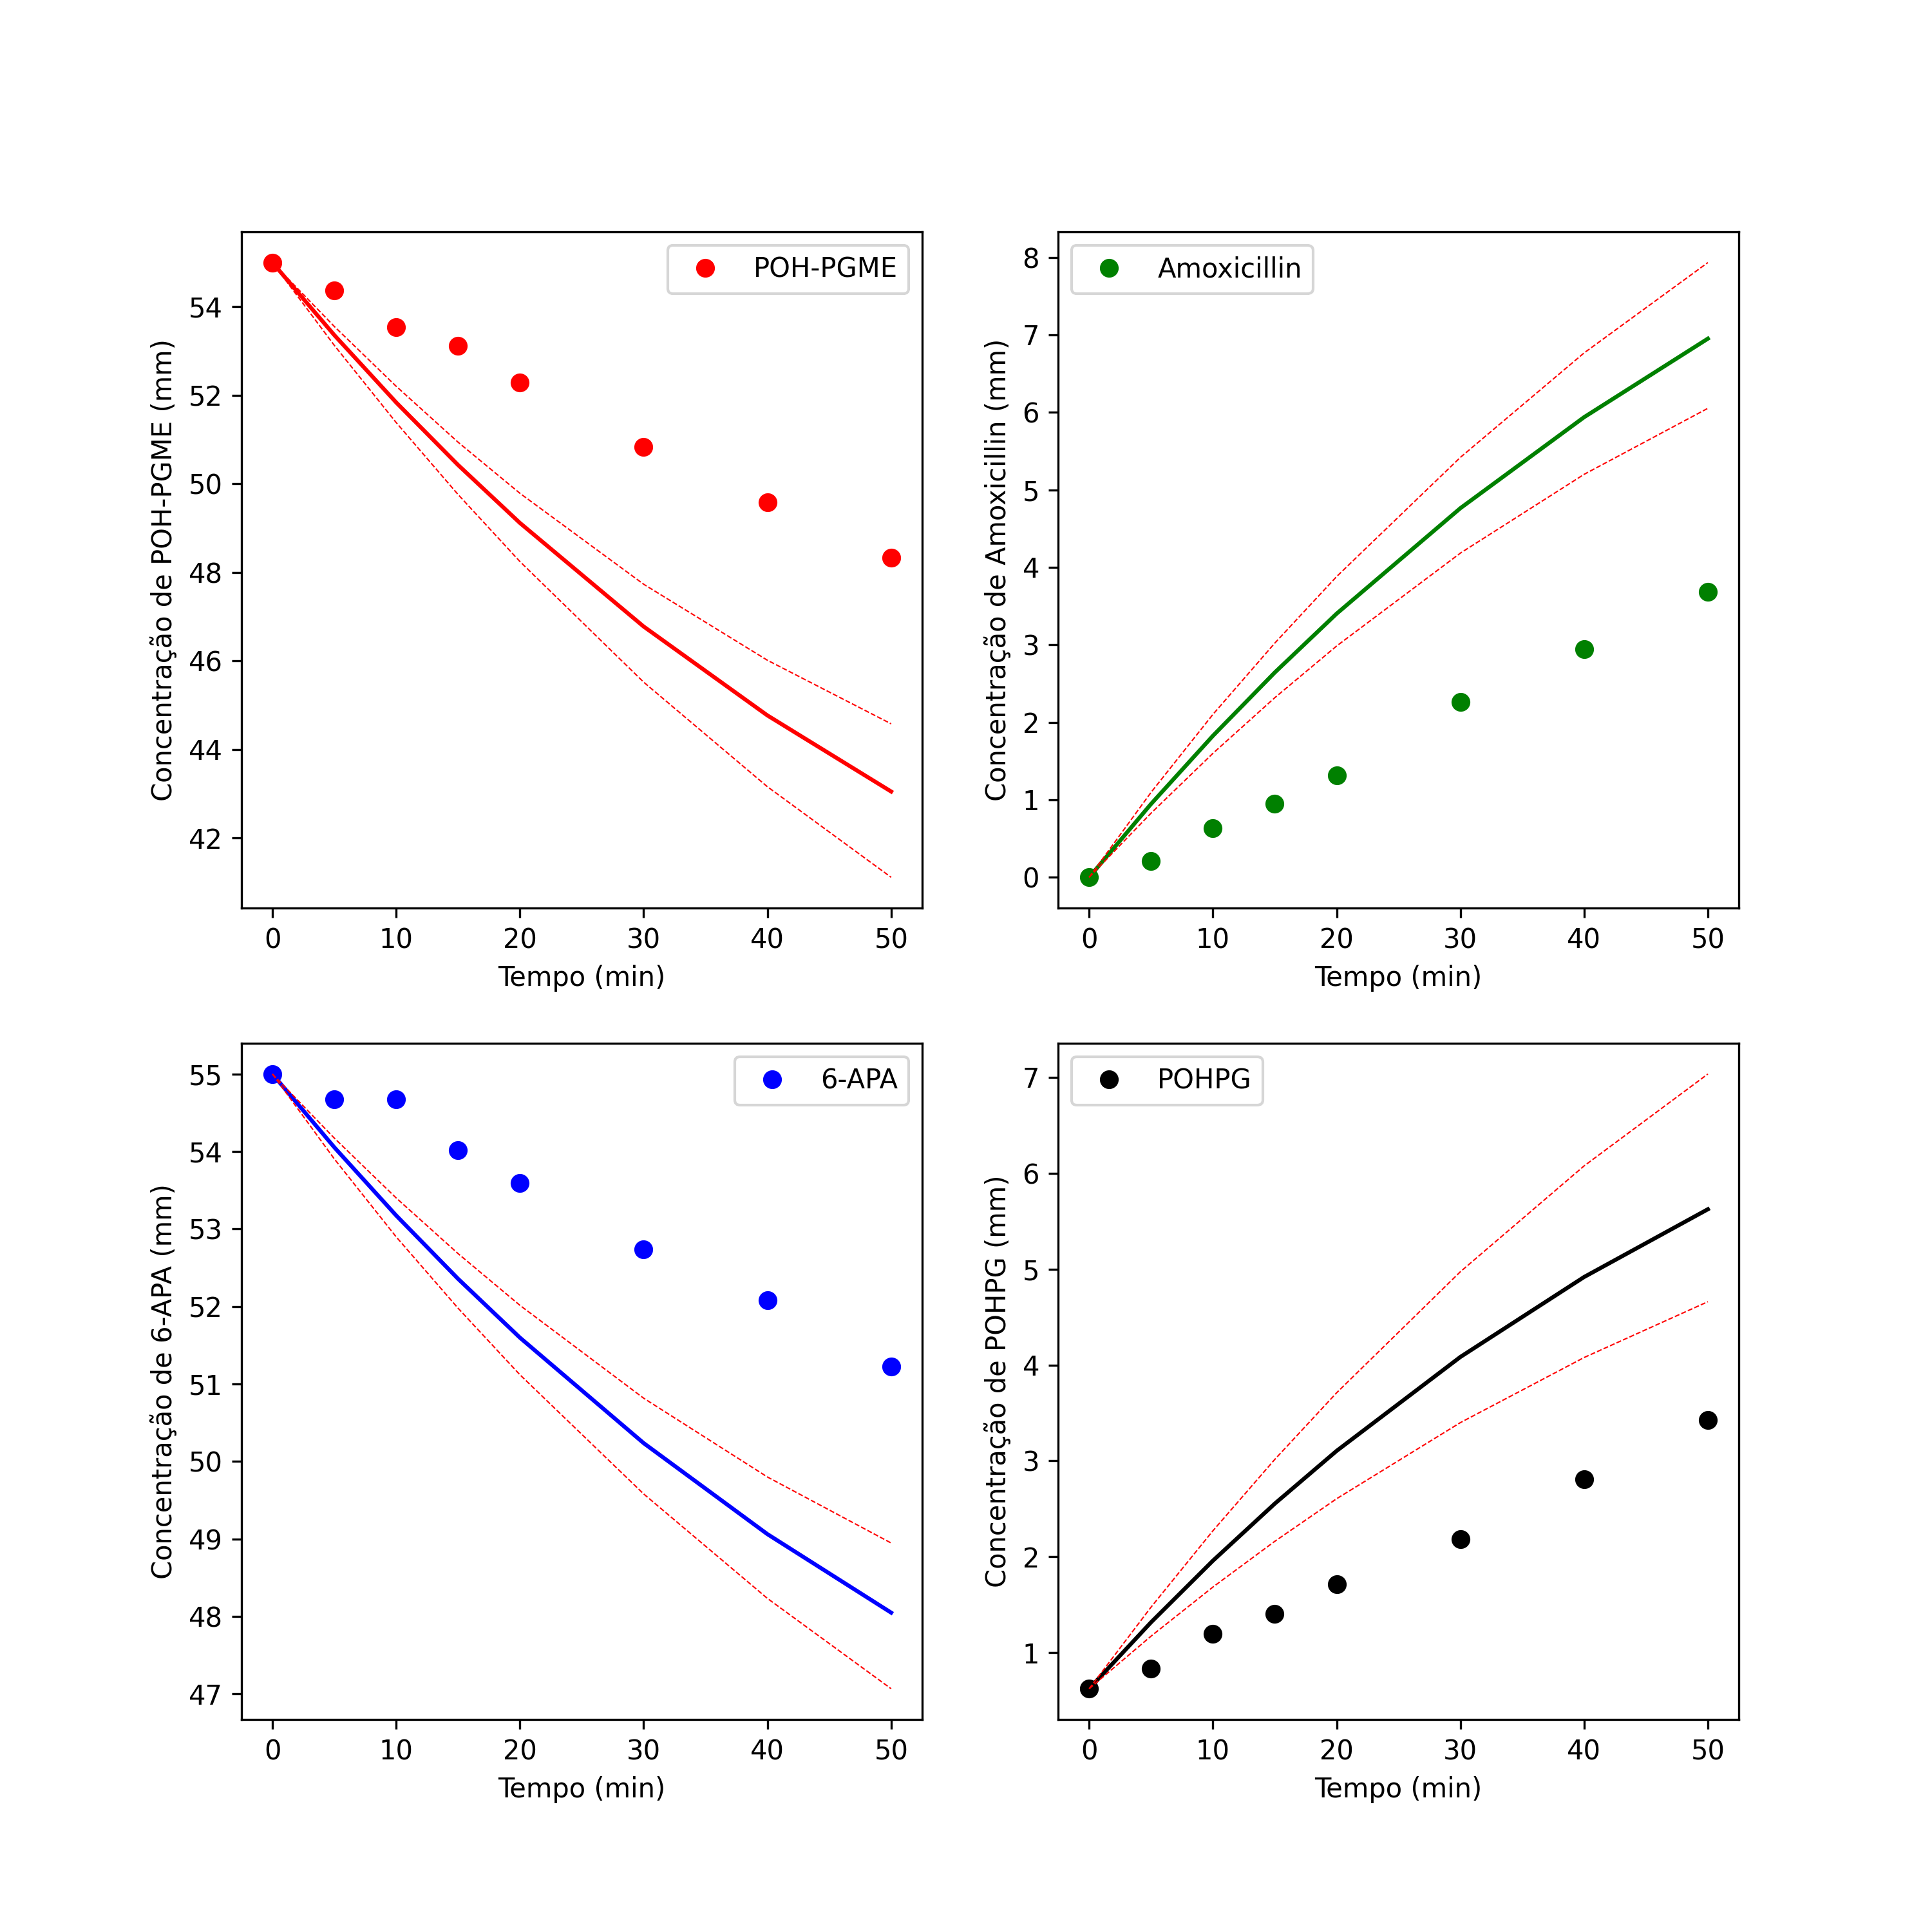 POH-PGME
Concentração de POH-PGME (mm)
54
52
50
48
46
44
42
0 10 20 30 40 50
Tempo (min)
Amoxicillin
Concentração de Amoxicillin (mm)
8
7
6
5
4
3
2
1
0
0 10 20 30 40 50
Tempo (min)
6-APA
Concentração de 6-APA (mm)
55
54
53
52
51
50
49
48
47
0 10 20 30 40 50
Tempo (min)
POHPG
Concentração de POHPG (mm)
7
6
5
4
3
2
1
0 10 20 30 40 50
Tempo (min)